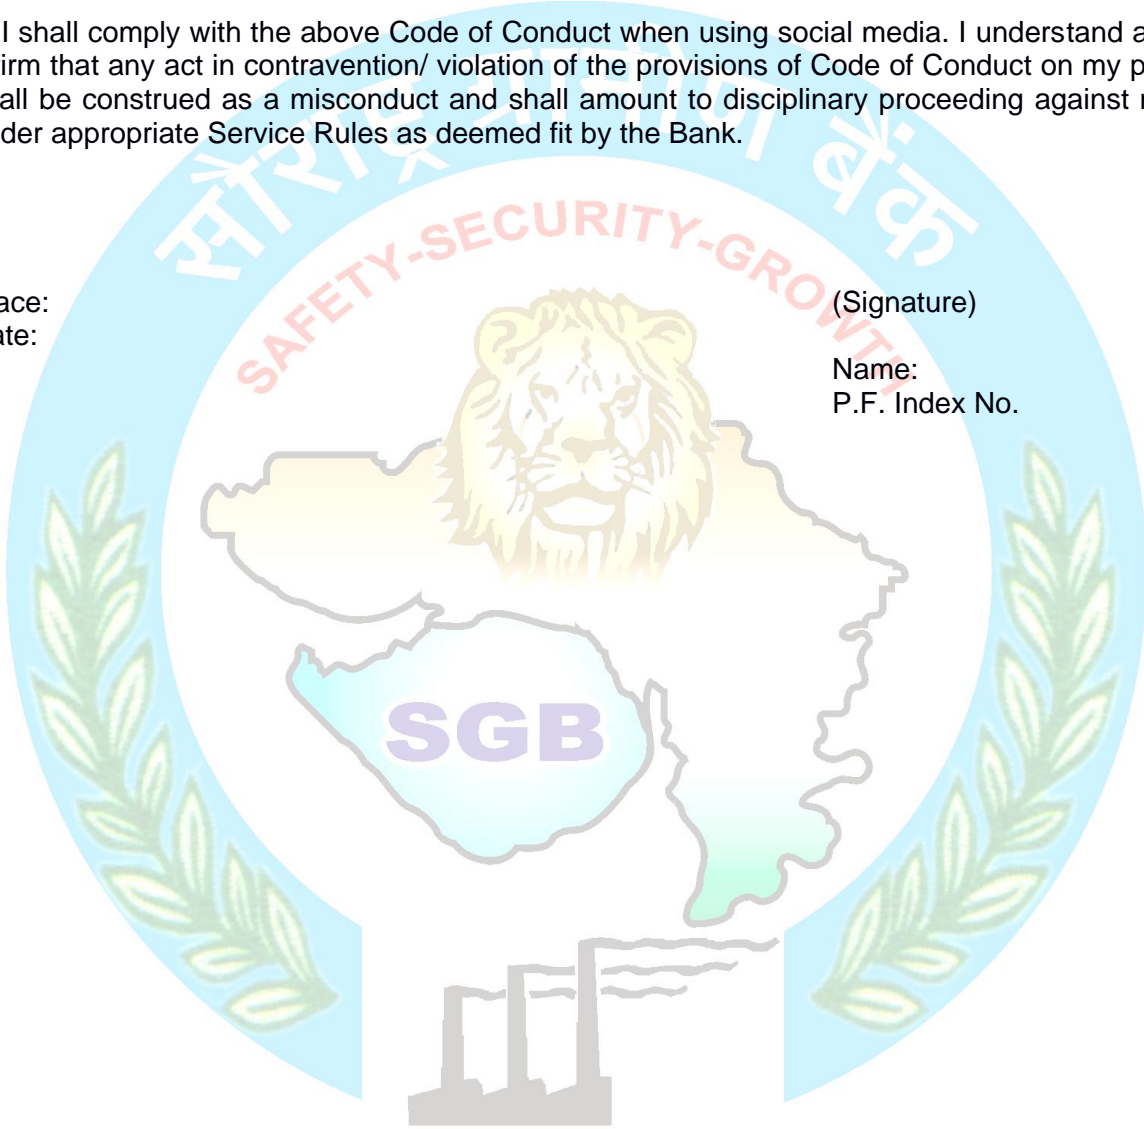 I shall comply with the above Code of Conduct when using social media. I understand a
firm that any act in contravention/ violation of the provisions of Code of Conduct on my p
all be construed as a misconduct and shall amount to disciplinary proceeding against
der appropriate Service Rules as deemed fit by the Bank.
सौराष्ट्र ग्रामीण बैंक
SAFETY-SECURITY-GROWTH
ace:
ate:
(Signature)
Name:
P.F. Index No.
SGB